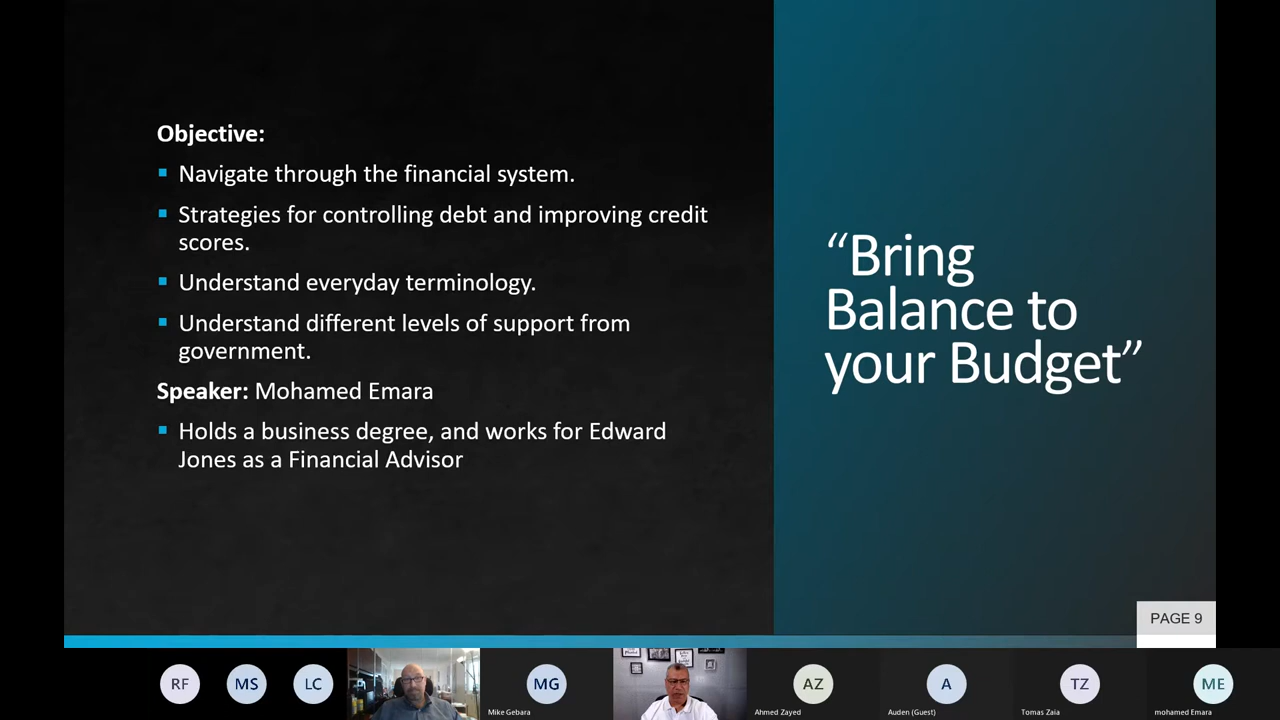 Objective:
Navigate through the financial system.
Strategies for controlling debt and improving credit
scores.
Understand everyday terminology.
Understand different levels of support from
government.
Speaker: Mohamed Emara
Holds a business degree, and works for Edward
Jones as a Financial Advisor
“Bring
Balance to
your Budget”
PAGE 9
RF
MS
LC
MG
Mike Gebara
AZ
Ahmed Zayed
A
Auden (Guest)
TZ
Tomas Zaia
ME
mohamed Emara